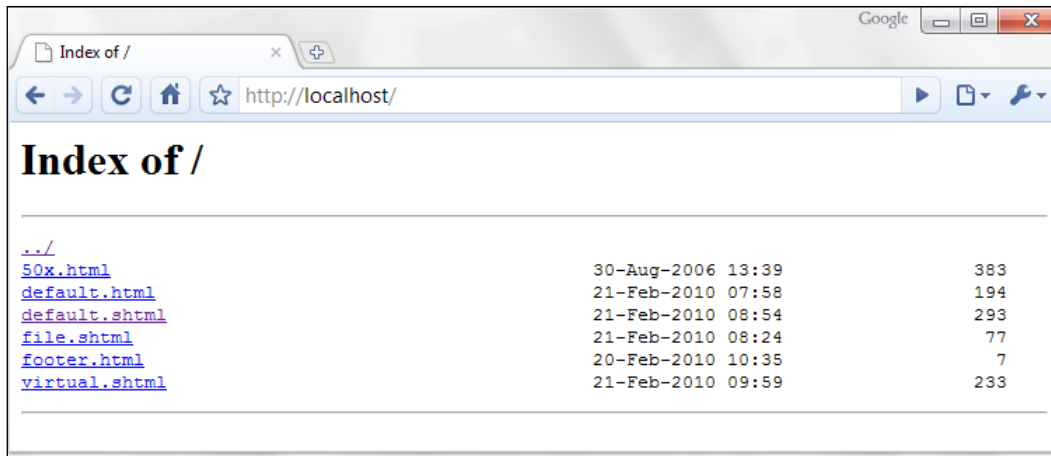 Google
Index of /
http://localhost/
Index of /
../
50x.html 30-Aug-2006 13:39 383
default.html 21-Feb-2010 07:58 194
default.shtml 21-Feb-2010 08:54 293
file.shtml 21-Feb-2010 08:24 77
footer.html 20-Feb-2010 10:35 7
virtual.shtml 21-Feb-2010 09:59 233